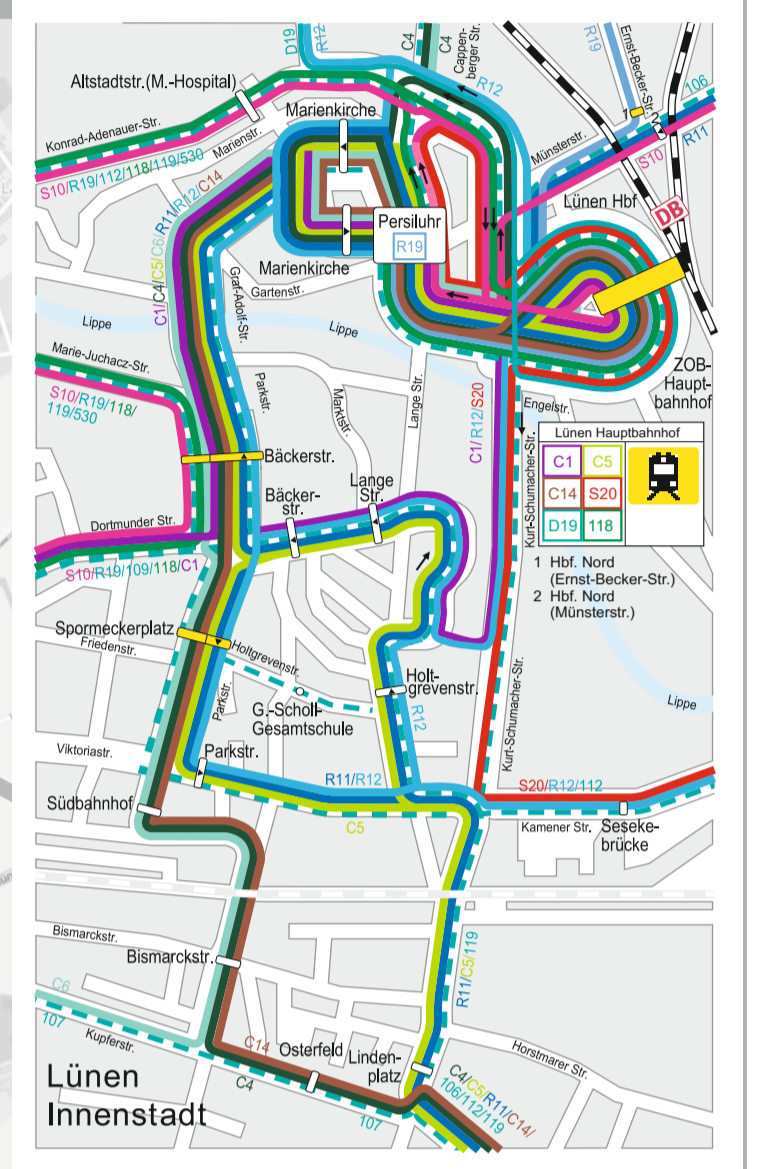 D19
R12
C4
C4
Cappen-
berger Str.
R12
R19
Ernst-Becker-Str.
106
Altstadtstr.(M.-Hospital)
Marienkirche
Konrad-Adenauer-Str.
Marienstr.
Münsterstr.
1
2
S10
R11
S10/R19/112/118/119/530
Lünen Hbf
DB
Persiluhr
R19
C1/C4/C5/C6/R11/R12/C14
Marienkirche
Graf-Adolf-Str.
Gartenstr.
Lippe
Lippe
Marie-Juchacz-Str.
ZOB-
Haupt-
bahnhof
S10/R19/118/
119/530
Parkstr.
Marktstr.
Lange Str.
C1/R12/S20
Engelstr.
Kurt-Schumacher-Str.
Lünen Hauptbahnhof
C1 C5
C14 S20
D19 118
1 Hbf. Nord
(Ernst-Becker-Str.)
2 Hbf. Nord
(Münsterstr.)
Bäckerstr.
Bäcker-
str.
Lange
Str.
Dortmunder Str.
S10/R19/109/118/C1
Spormeckerplatz
Friedenstr.
Holtgrevenstr.
Holt-
grevenstr.
R12
G.-Scholl-
Gesamtschule
Parkstr.
Kurt-Schumacher-Str.
Lippe
Viktoriastr.
Parkstr.
R11/R12
S20/R12/112
Südbahnhof
C5
Kamener Str.
Seseke-
brücke
Bismarckstr.
Bismarckstr.
R11/C5/119
C6
107
Kupferstr.
C14
Osterfeld
Linden-
platz
Horstmarer Str.
C4
107
C4/C5/R11/C14/
106/112/119
Lünen
Innenstadt